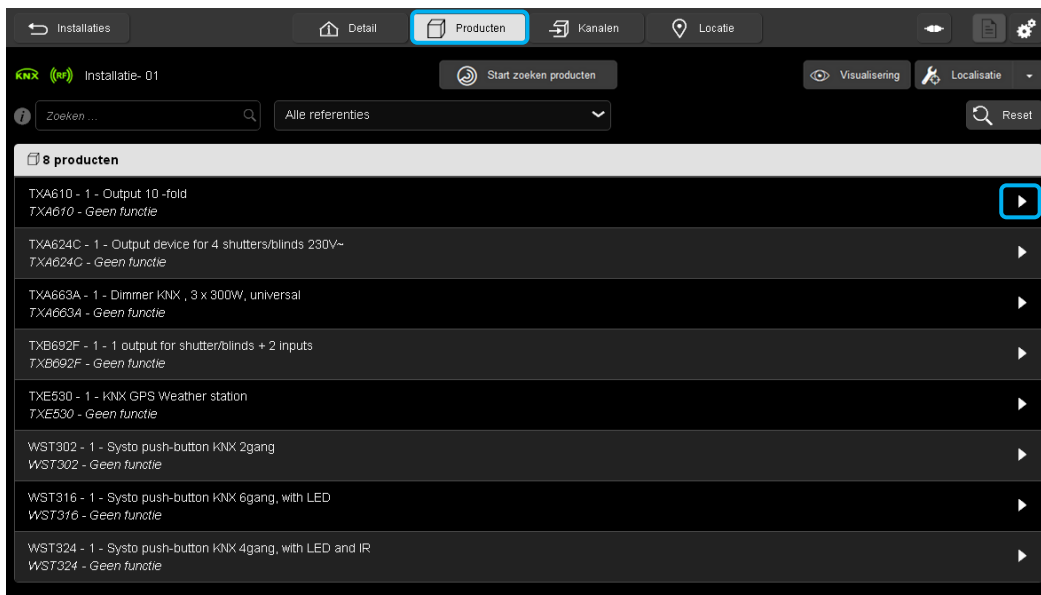 Installaties
Detail
Producten
Kanalen
Locatie
KNX ((RF)) Installatie- 01
Start zoeken producten
Visualisering
Localisatie
Zoeken ...
Alle referenties
Reset
8 producten
TXA610 - 1 - Output 10 -fold
TXA610 - Geen functie
TXA624C - 1 - Output device for 4 shutters/blinds 230V~
TXA624C - Geen functie
TXA663A - 1 - Dimmer KNX , 3 x 300W, universal
TXA663A - Geen functie
TXB692F - 1 - 1 output for shutter/blinds + 2 inputs
TXB692F - Geen functie
TXE530 - 1 - KNX GPS Weather station
TXE530 - Geen functie
WST302 - 1 - Systo push-button KNX 2gang
WST302 - Geen functie
WST316 - 1 - Systo push-button KNX 6gang, with LED
WST316 - Geen functie
WST324 - 1 - Systo push-button KNX 4gang, with LED and IR
WST324 - Geen functie